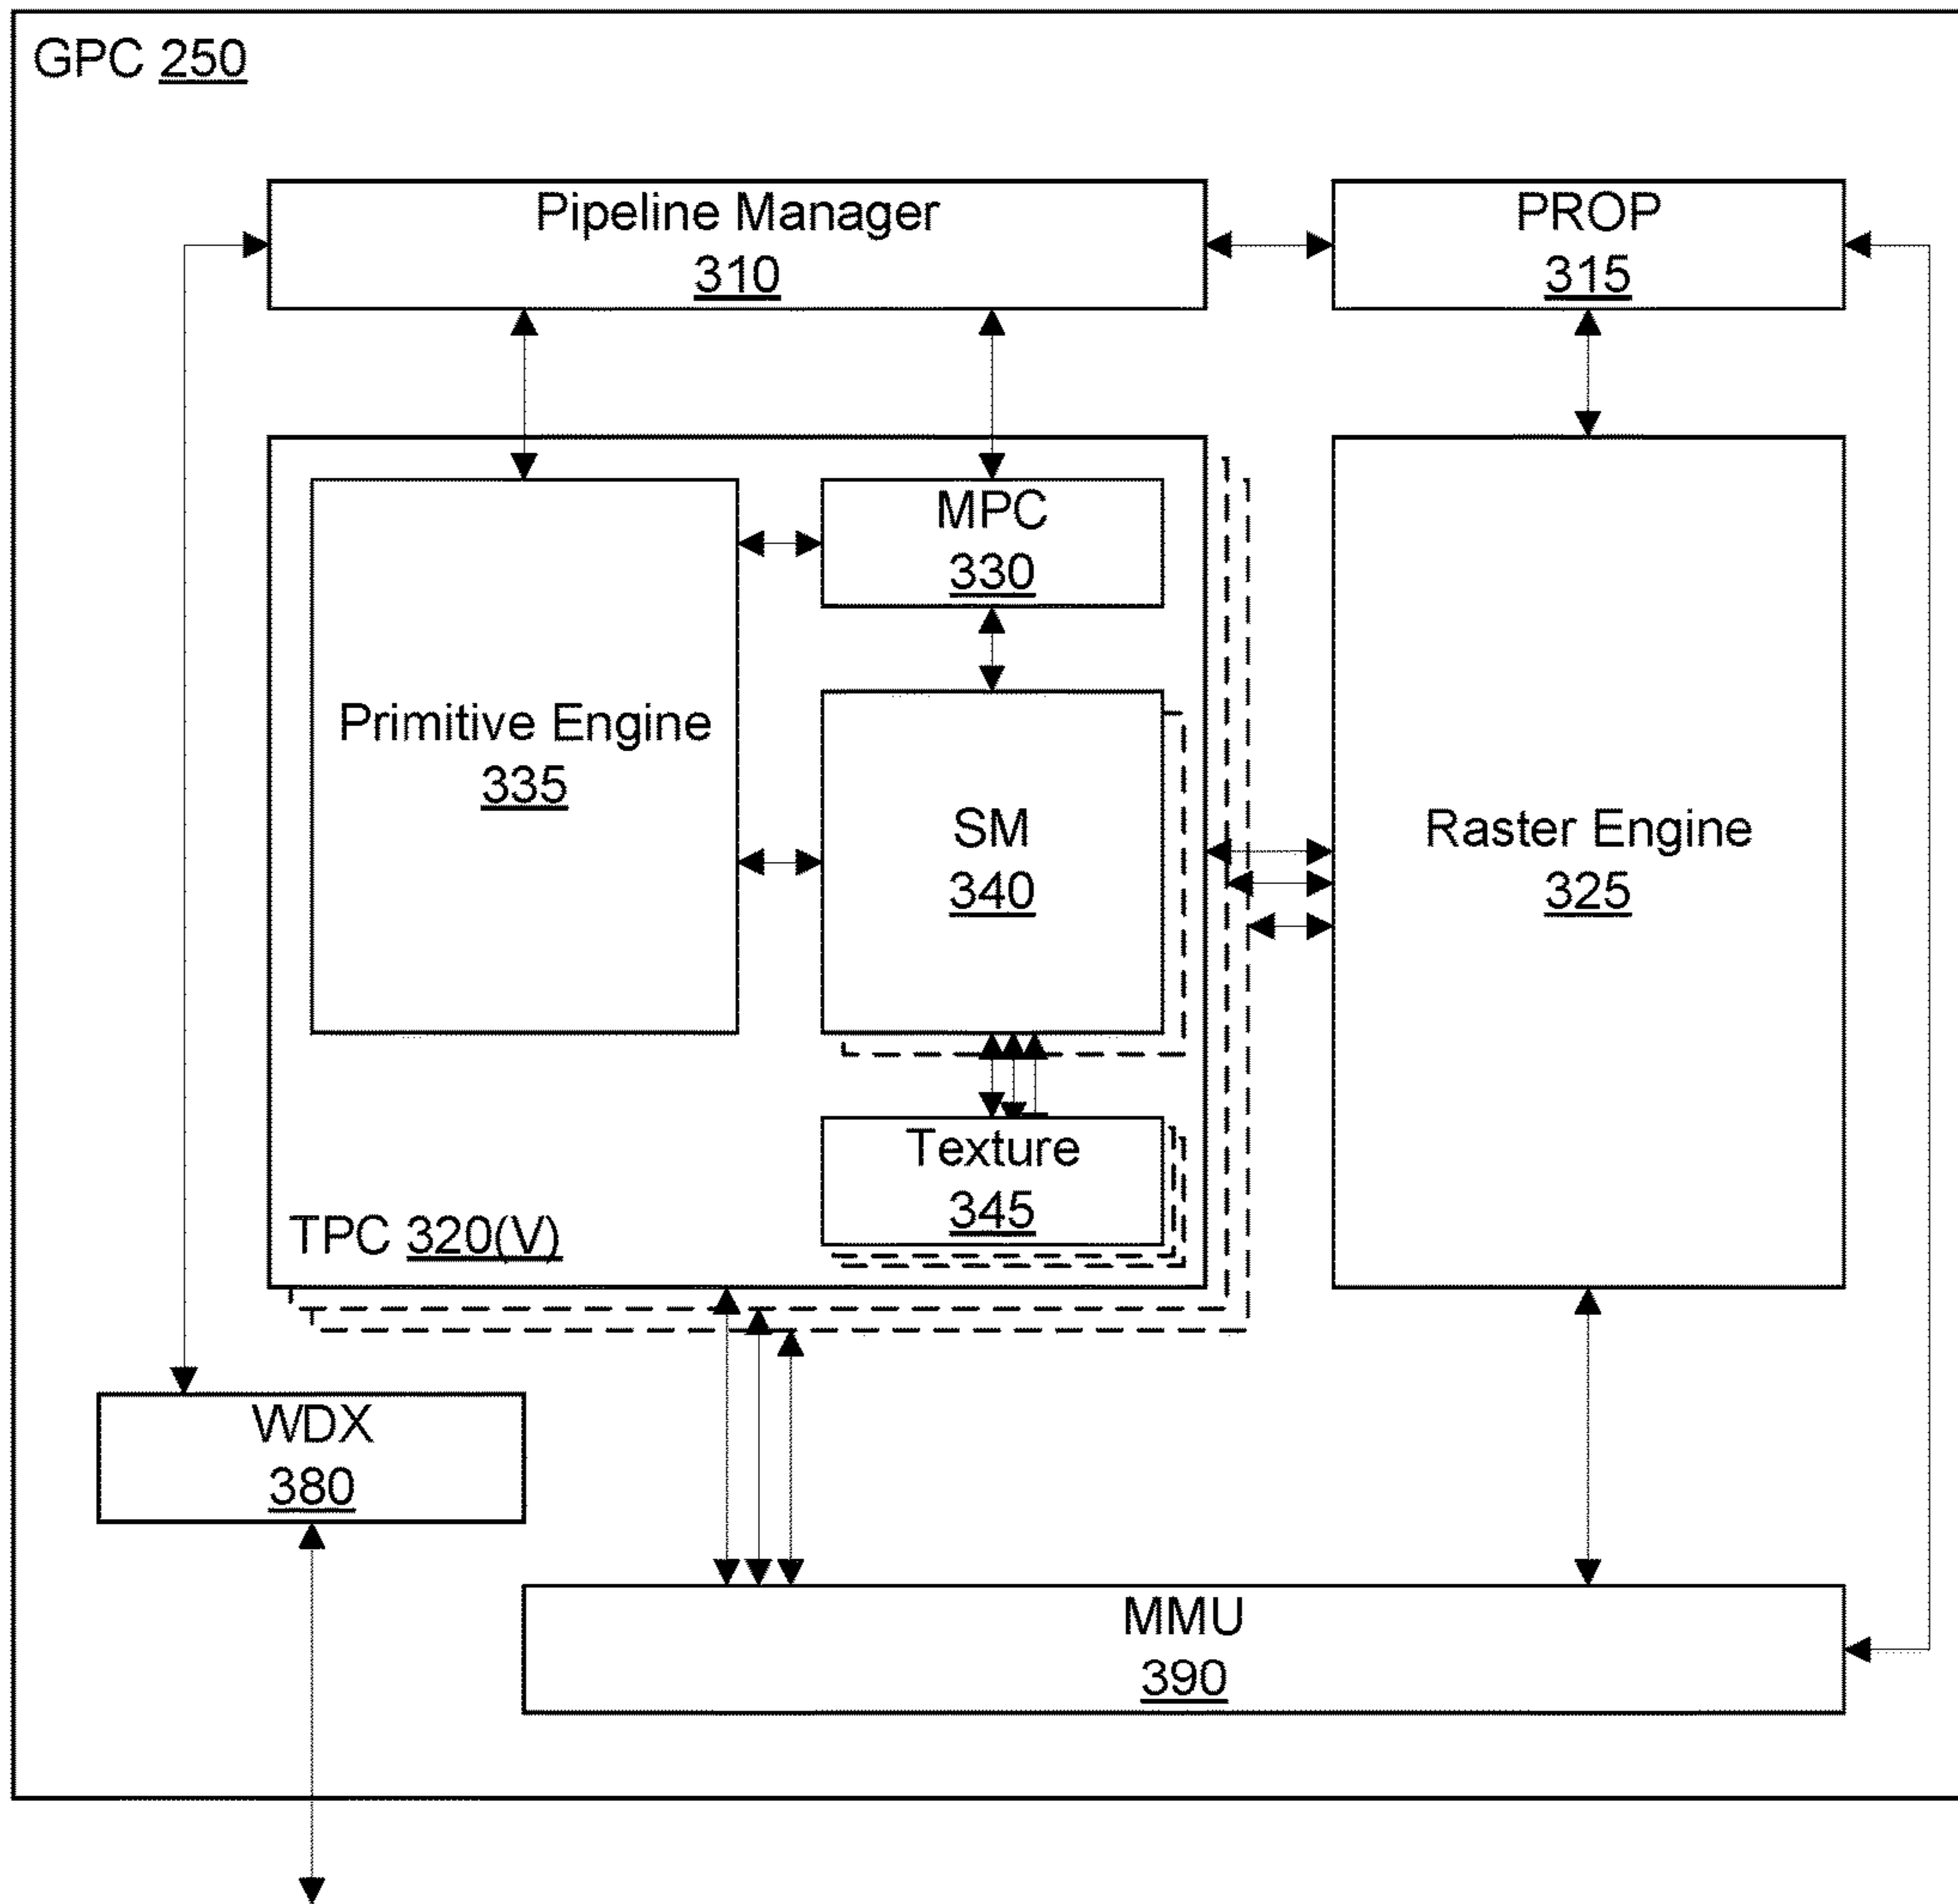 GPC 250
Pipeline Manager
310
PROP
315
MPC
330
Primitive Engine
335
SM
340
Raster Engine
325
Texture
345
TPC 320(V)
WDX
380
MMU
390